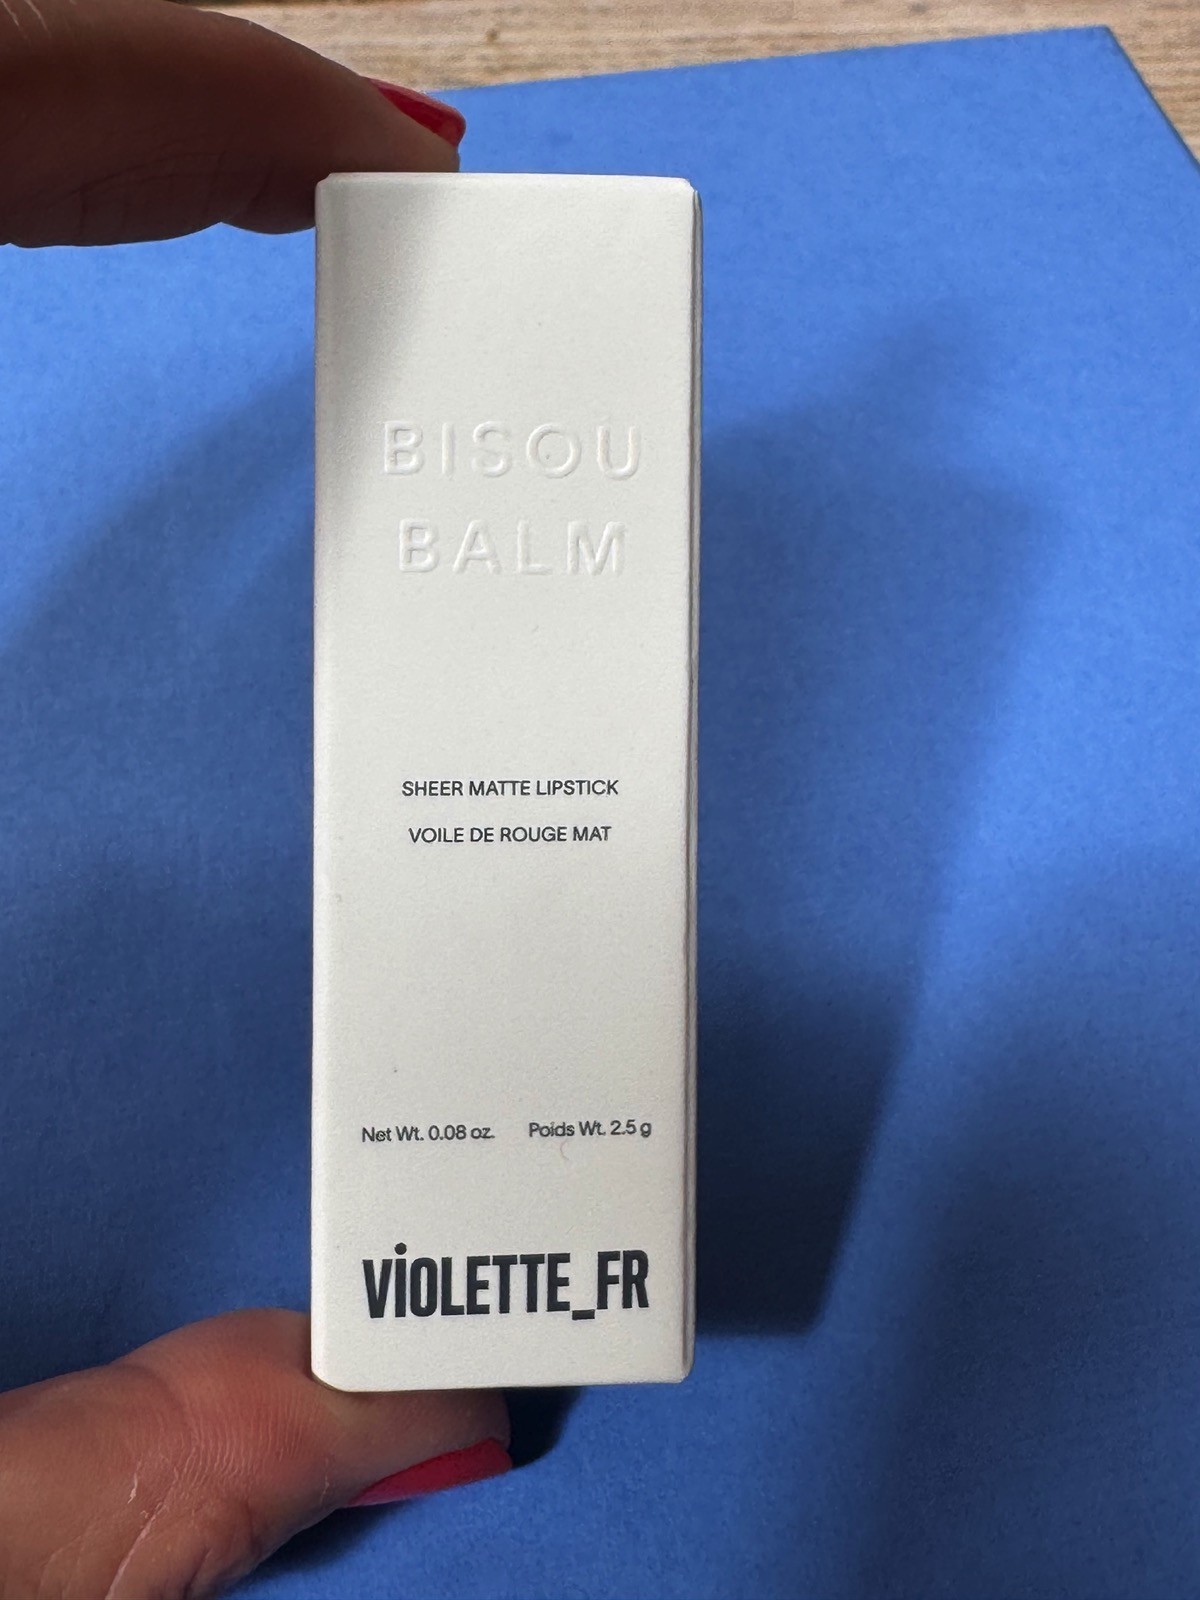 BISOU
BALM
SHEER MATTE LIPSTICK
VOILE DE ROUGE MAT
Net Wt. 0.08 oz. Poids Wt. 2.5 g
VIOLETTE_FR